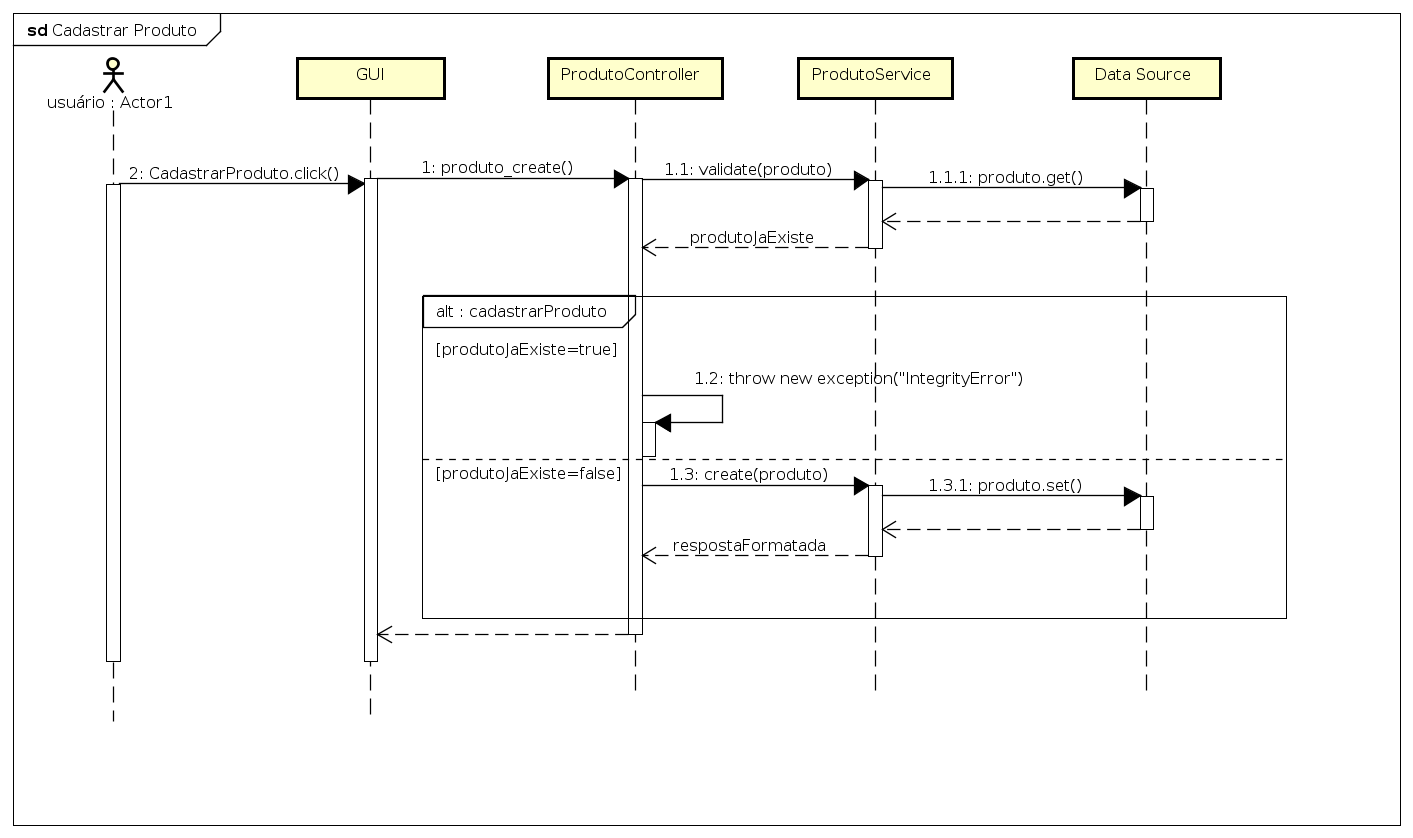 sd Cadastrar Produto
usuário : Actor1
GUI
ProdutoController
ProdutoService
Data Source
2: CadastrarProduto.click()
1: produto_create()
1.1: validate(produto)
1.1.1: produto.get()
produtoJaExiste
alt : cadastrarProduto
[produtoJaExiste=true]
1.2: throw new exception("IntegrityError")
[produtoJaExiste=false]
1.3: create(produto)
1.3.1: produto.set()
respostaFormatada